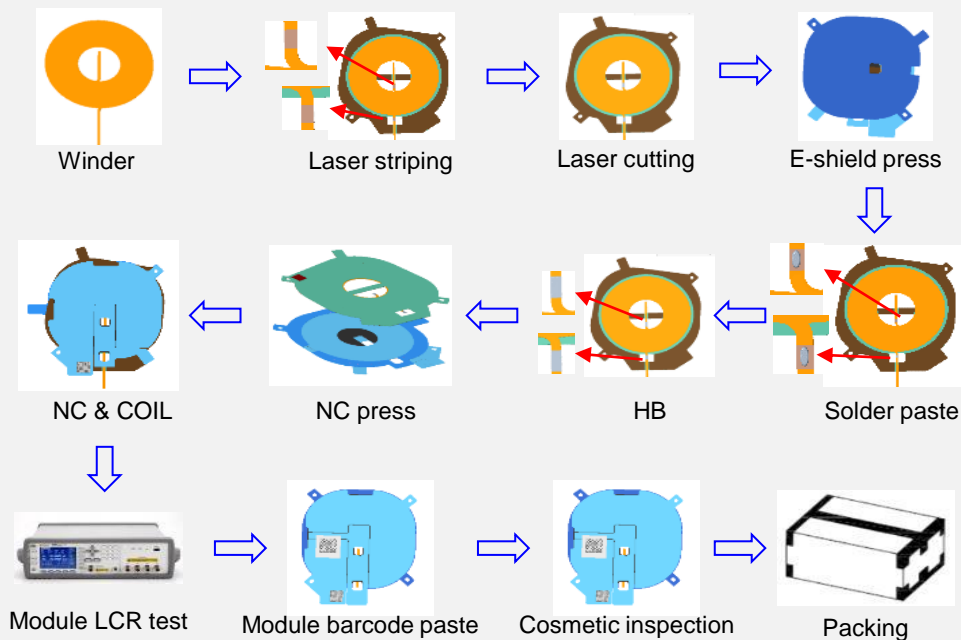 Winder
Laser striping
Laser cutting
E-shield press
NC & COIL
NC press
HB
Solder paste
Module LCR test
Module barcode paste
Cosmetic inspection
Packing